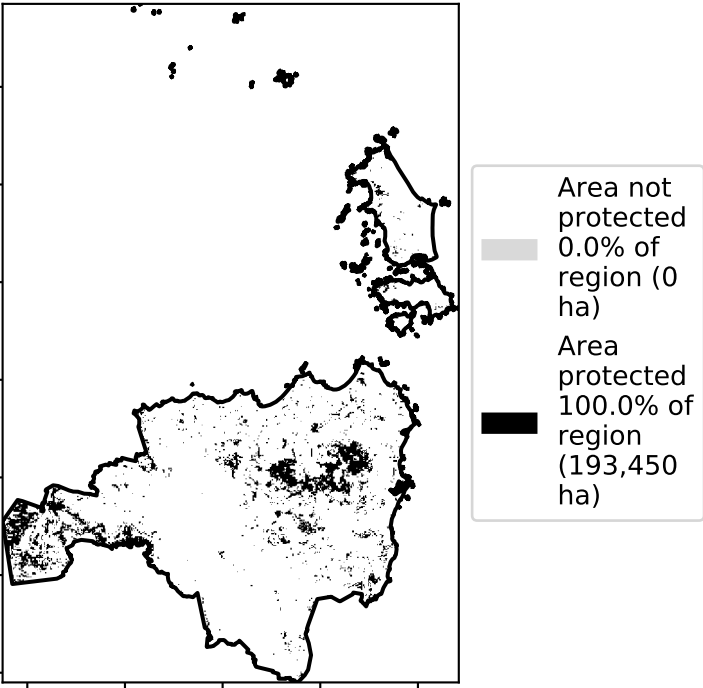 Area not
protected
0.0% of
region (0
ha)
Area
protected
100.0% of
region
(193,450
ha)